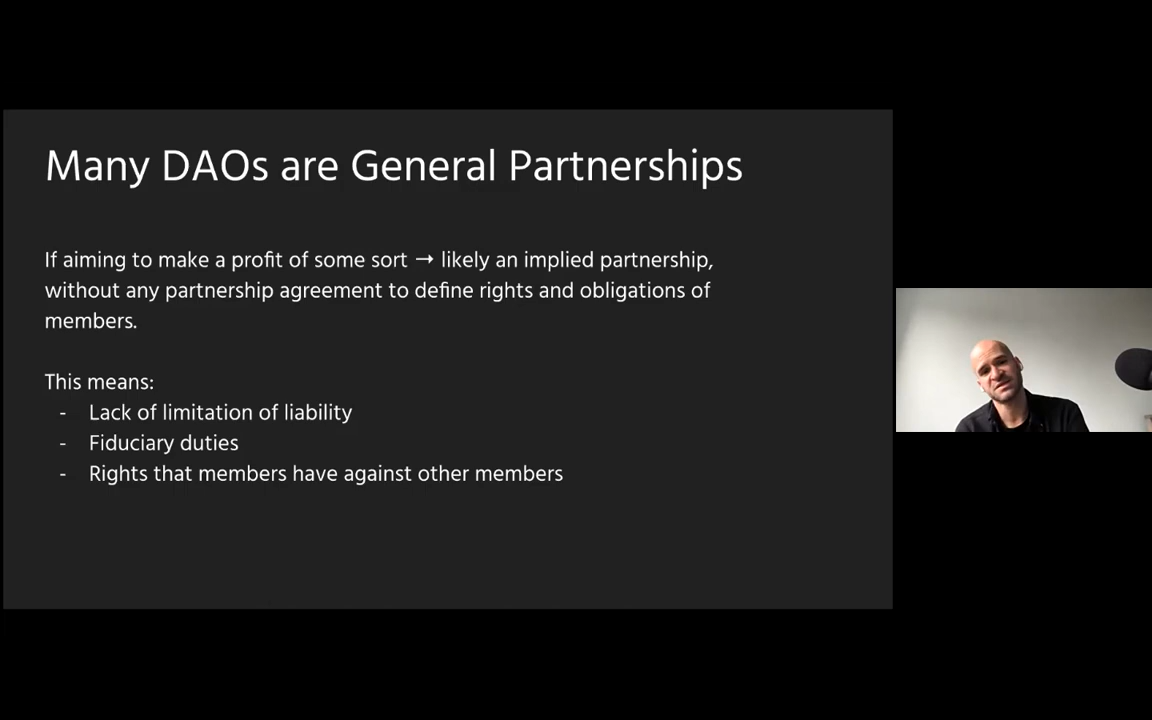 Many DAOs are General Partnerships
If aiming to make a profit of some sort → likely an implied partnership,
without any partnership agreement to define rights and obligations of
members.
This means:
- Lack of limitation of liability
- Fiduciary duties
- Rights that members have against other members